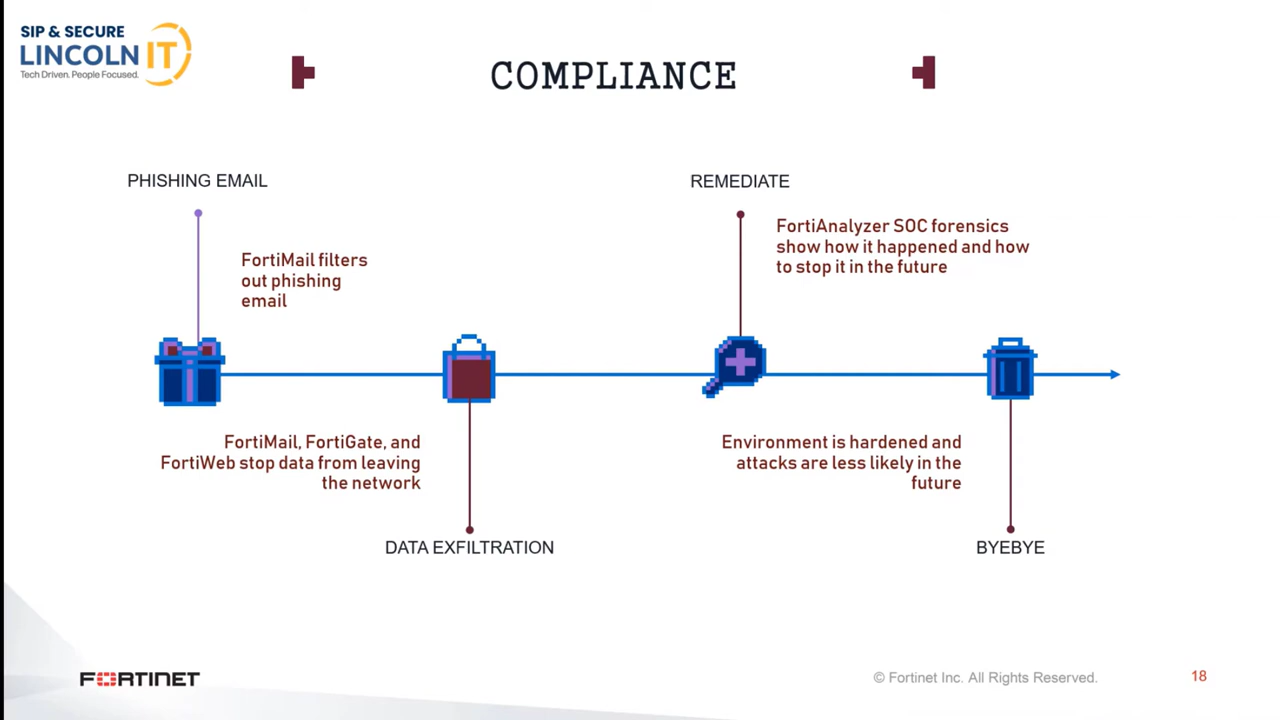 SIP & SECURE
LINCOLN IT
Tech Driven. People Focused.
COMPLIANCE
PHISHING EMAIL
FortiMail filters
out phishing
email
REMEDIATE
FortiAnalyzer SOC forensics
show how it happened and how
to stop it in the future
FortiMail, FortiGate, and
FortiWeb stop data from leaving
the network
DATA EXFILTRATION
Environment is hardened and
attacks are less likely in the
future
BYEBYE
FORTINET
© Fortinet Inc. All Rights Reserved.
18